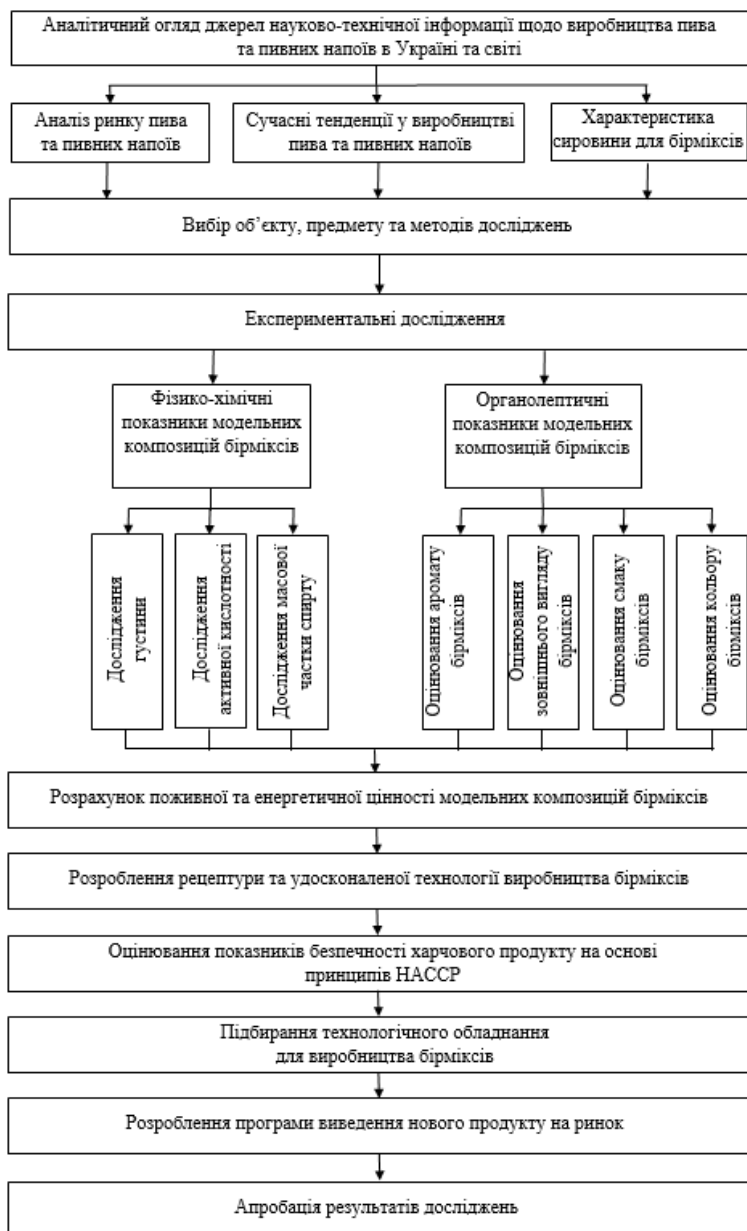 Аналітичний огляд джерел науково-технічної інформації щодо виробництва пива
та пивних напоїв в Україні та світі
Аналіз ринку пива
та пивних напоїв
Сучасні тенденції у виробництві
пива та пивних напоїв
Характеристика
сировини для бірміксів
Вибір об’єкту, предмету та методів досліджень
Експериментальні дослідження
Фізико-хімічні
показники модельних
композицій бірміксів
Органолептичні
показники модельних
композицій бірміксів
Дослідження
густини
Дослідження
активної кислотності
Дослідження масової
частки спирту
Оцінювання аромату
бірміксів
Оцінювання
зовнішнього вигляду
бірміксів
Оцінювання смаку
бірміксів
Оцінювання кольору
бірміксів
Розрахунок поживної та енергетичної цінності модельних композицій бірміксів
Розроблення рецептури та удосконаленої технології виробництва бірміксів
Оцінювання показників безпечності харчового продукту на основі
принципів НАССР
Підбирання технологічного обладнання
для виробництва бірміксів
Розроблення програми виведення нового продукту на ринок
Апробація результатів досліджень